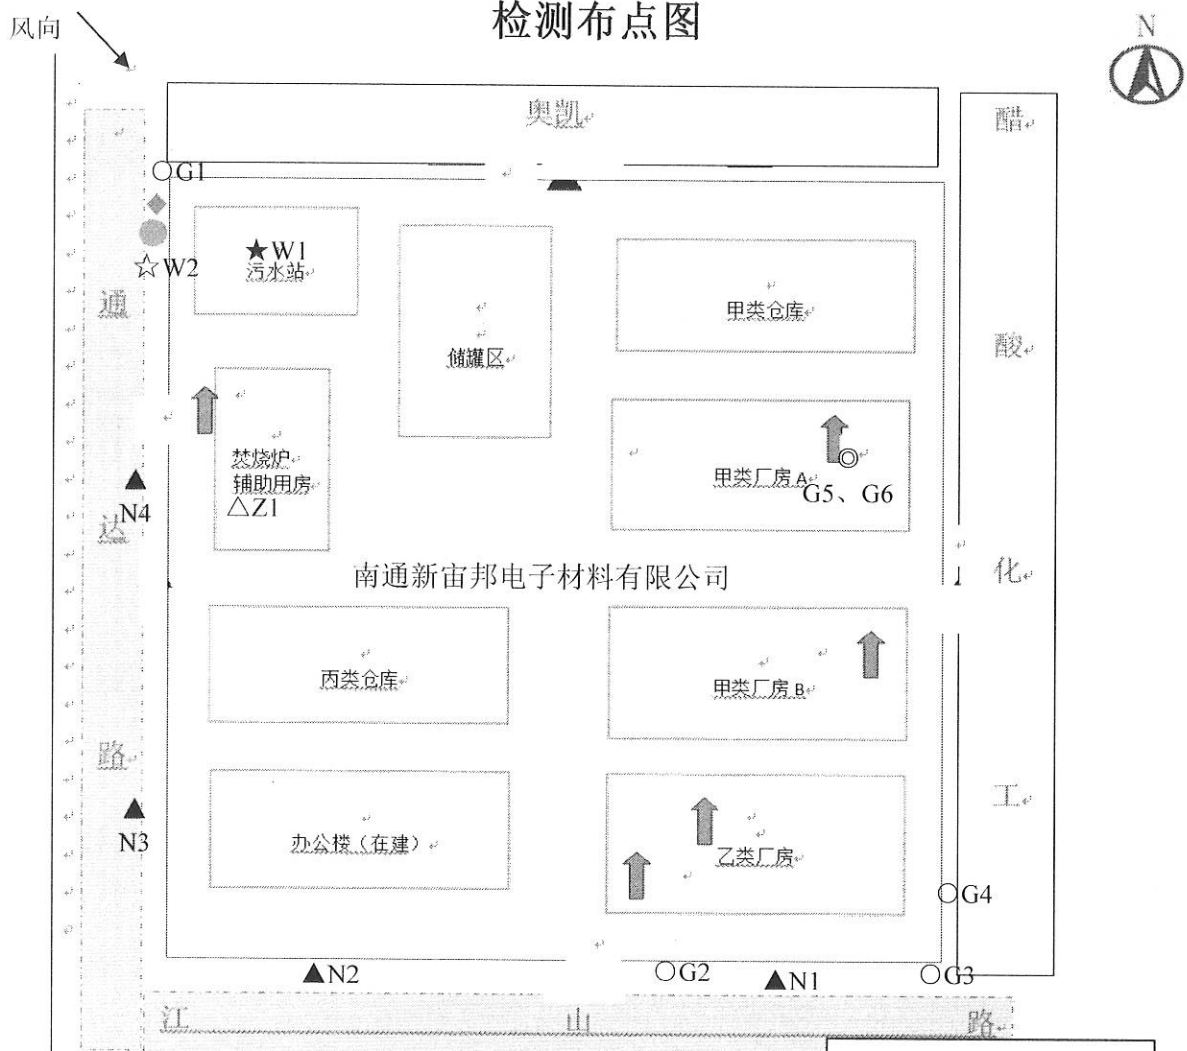 检测布点图
风向
N
奥凯
醋酸化工
○G1
★W1
污水站
☆W2
储罐区
甲类仓库
焚烧炉
辅助用房
△Z1
甲类厂房 A
◎
G5、G6
▲
N4
南通新宙邦电子材料有限公司
丙类仓库
甲类厂房 B
通达路
▲
N3
办公楼（在建）
乙类厂房
○G4
▲N2
○G2
▲N1
○G3
江山路